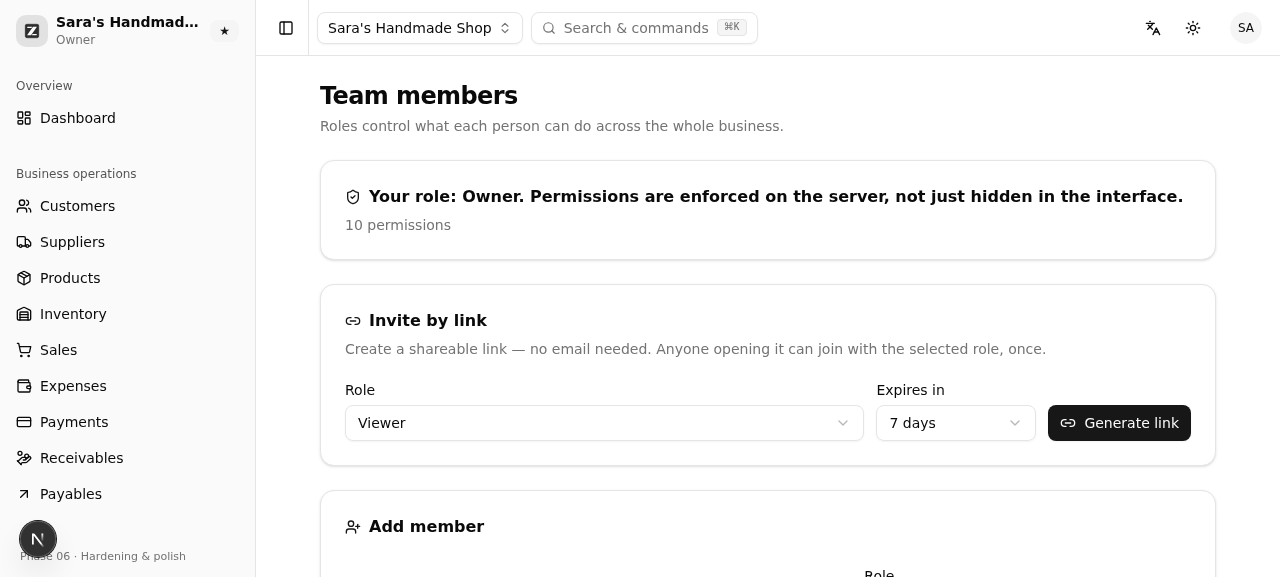 Sara's Handmad...
Owner
★
Overview
Dashboard
Business operations
Customers
Suppliers
Products
Inventory
Sales
Expenses
Payments
Receivables
Payables
N
Phase 06 · Hardening & polish
Sara's Handmade Shop
Search & commands ⌘K
SA
Team members
Roles control what each person can do across the whole business.
Your role: Owner. Permissions are enforced on the server, not just hidden in the interface.
10 permissions
Invite by link
Create a shareable link — no email needed. Anyone opening it can join with the selected role, once.
Role
Expires in
Viewer
7 days
Generate link
Add member
Role